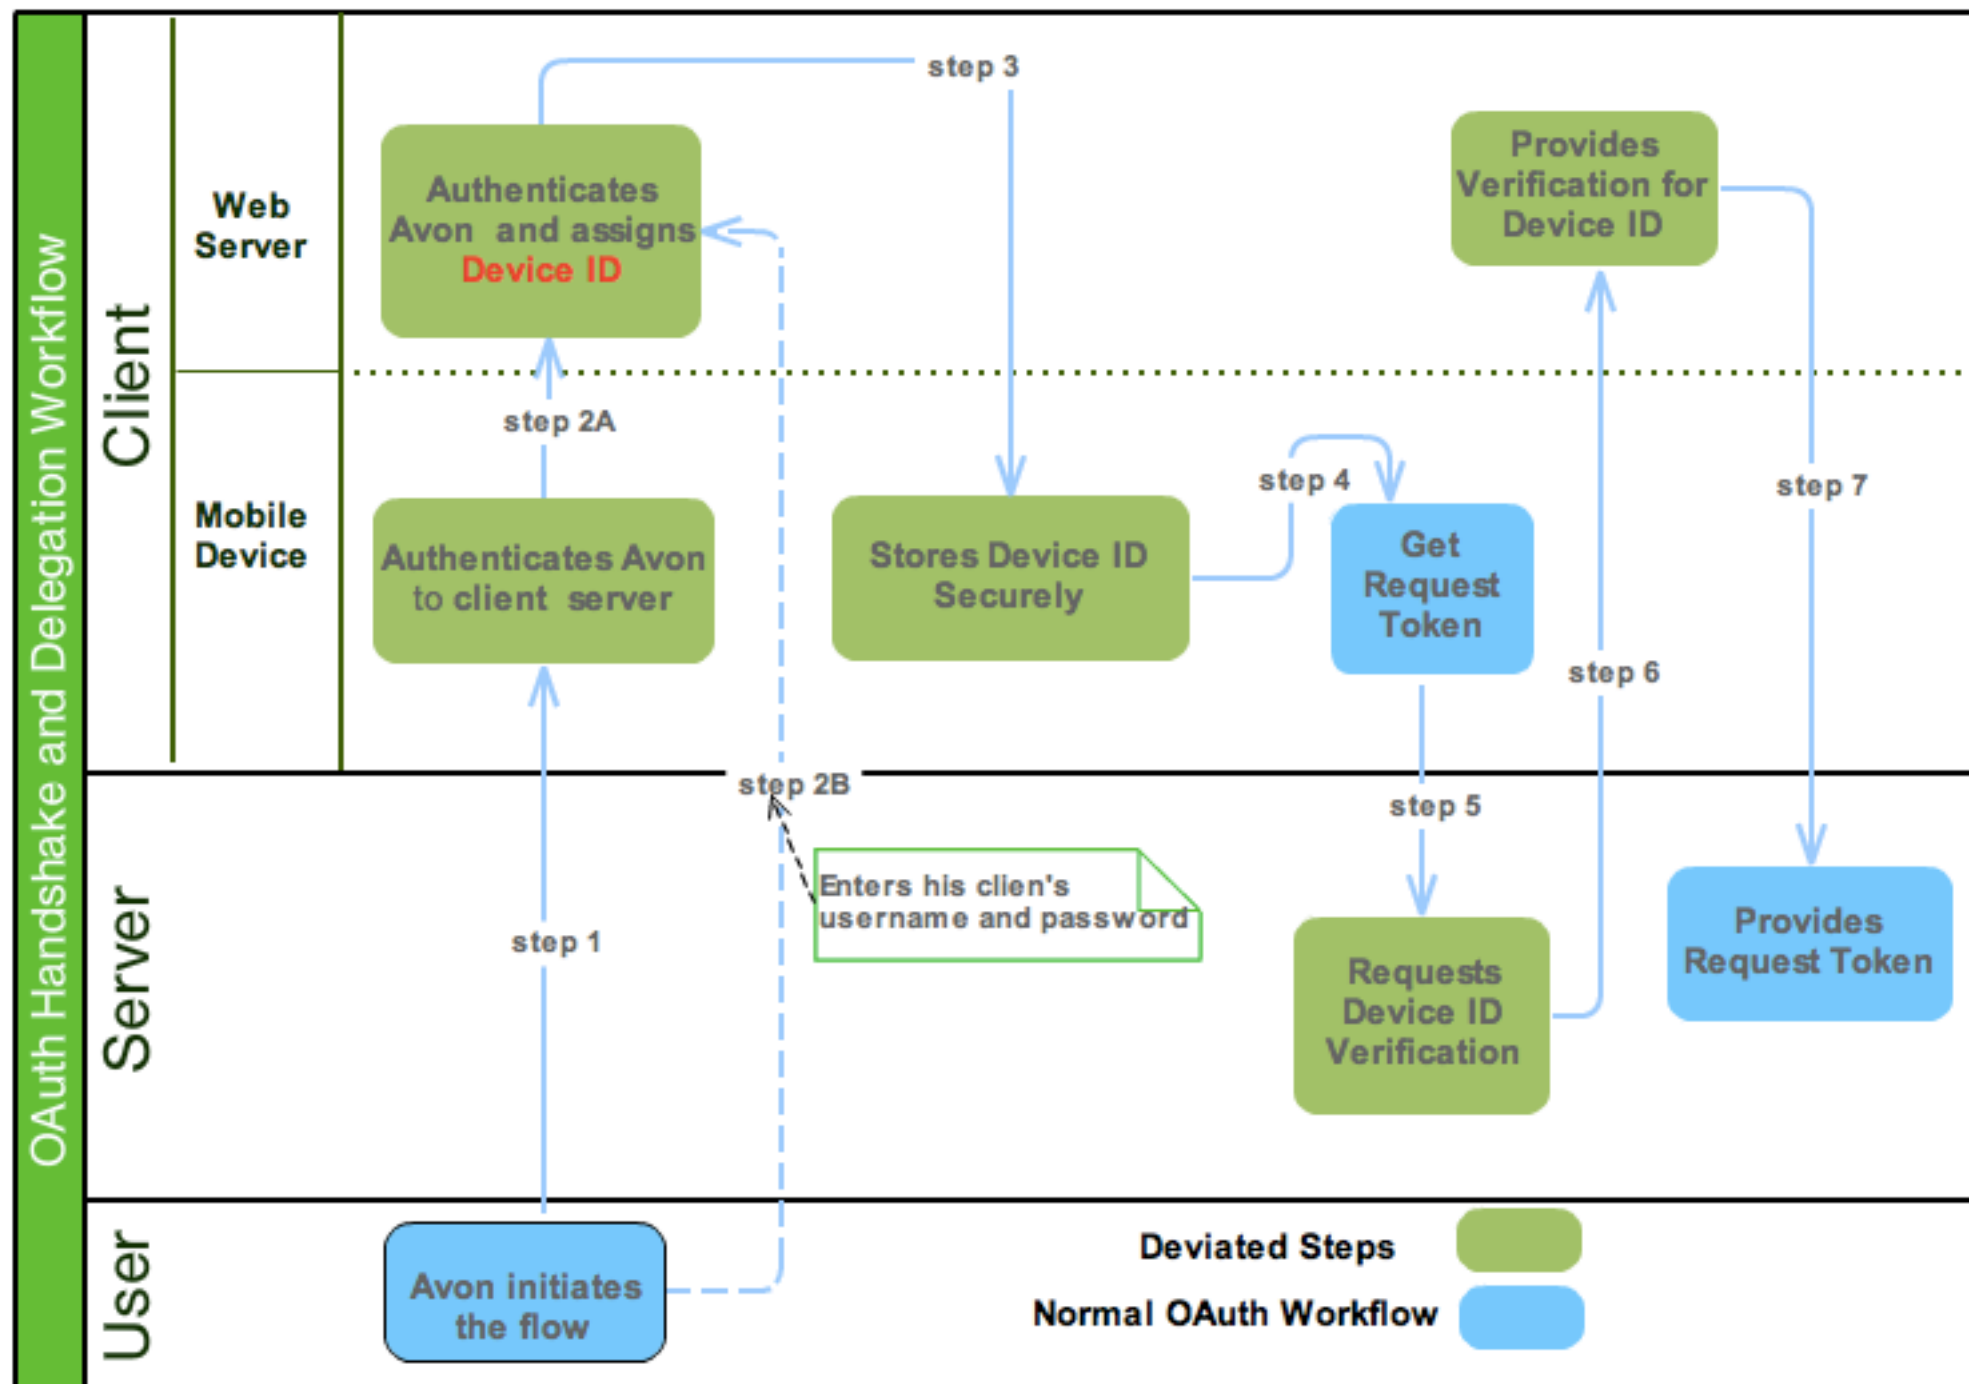 OAuth Handshake and Delegation Workflow
Client
Web
Server
Mobile
Device
Server
User
step 3
Authenticates
Avon and assigns
Device ID
Provides
Verification for
Device ID
step 2A
step 4
step 7
Authenticates Avon
to client server
Stores Device ID
Securely
Get
Request
Token
step 6
step 2B
step 5
Enters his clien's
username and password
step 1
Requests
Device ID
Verification
Provides
Request Token
Avon initiates
the flow
Deviated Steps
Normal OAuth Workflow